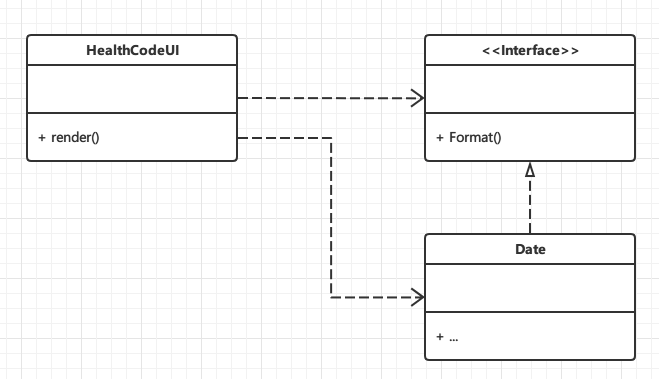 HealthCodeUI
+ render()
<<Interface>>
+ Format()
Date
+ ...